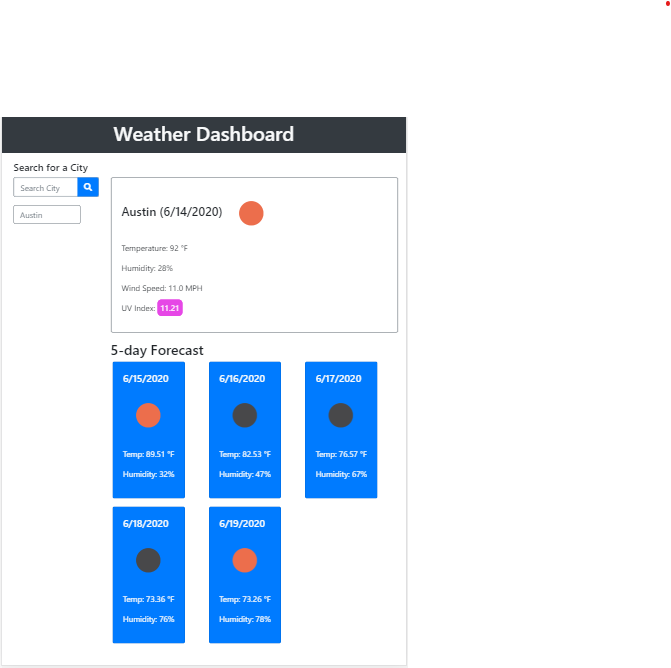 Weather Dashboard
Search for a City
Search City
Austin
Austin (6/14/2020)
Temperature: 92 °F
Humidity: 28%
Wind Speed: 11.0 MPH
UV Index: 11.21
5-day Forecast
6/15/2020
Temp: 89.51 °F
Humidity: 32%
6/16/2020
Temp: 82.53 °F
Humidity: 47%
6/17/2020
Temp: 76.57 °F
Humidity: 67%
6/18/2020
Temp: 73.36 °F
Humidity: 76%
6/19/2020
Temp: 73.26 °F
Humidity: 78%